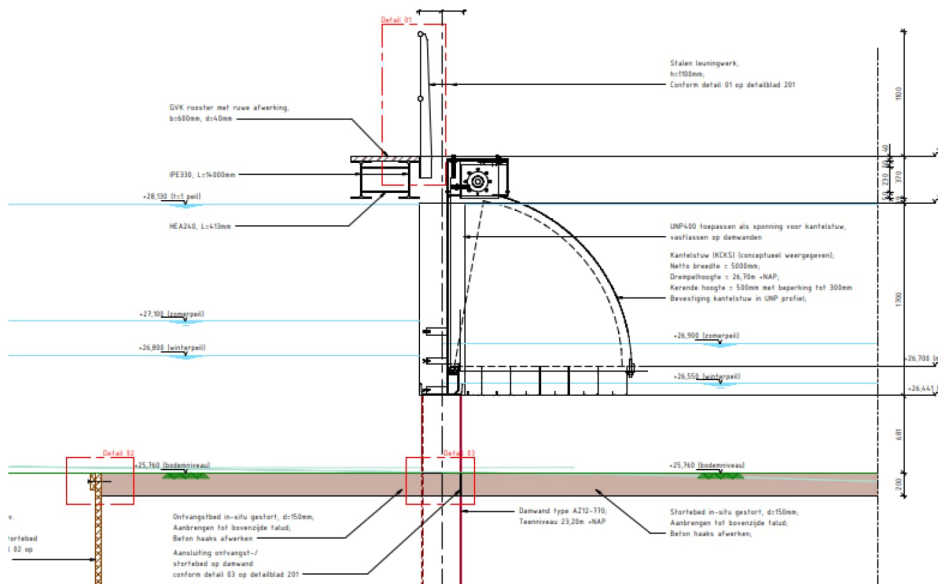 Detail 01
Stalen leuningwerk,
h=1100mm;
Conform detail 01 op detailblad 201
1100
GVK rooster met ruwe afwerking,
b=600mm, d=40mm
40
230
370
IPE330, L=14000mm
+28,130 (t=1 peil)
HEA240, L=413mm
UNP400 toepassen als sponning voor kantelstuw,
vastlassen op damwanden
Kantelstuw (KCKS) (conceptueel weergegeven);
Netto breedte = 5000mm;
Drempelhoogte = 26,70m +NAP;
Kerende hoogte = 500mm met beperking tot 300mm
Bevestiging kantelstuw in UNP profiel;
1700
+27,100 (zomerpeil)
+26,900 (zomerpeil)
+26,800 (winterpeil)
+26,700
+26,550 (winterpeil)
+26,441
681
Detail 02
Detail 03
+25,760 (bodemniveau)
+25,760 (bodemniveau)
200
Ontvangstbed in-situ gestort, d=150mm;
Aanbrengen tot bovenzijde talud;
Beton haaks afwerken;
Aansluiting ontvangst-/
stortebed op damwand
conform detail 03 op detailblad 201
Damwand type AZ12-770,
Teenniveau 23,20m +NAP
Stortebed in-situ gestort, d=150mm;
Aanbrengen tot bovenzijde talud;
Beton haaks afwerken;
v.
tortebed
02 op